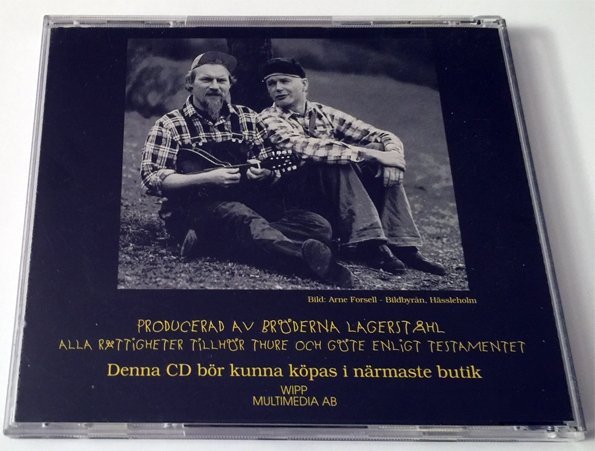 Bild: Arne Forsell - Bildbyrån, Hässleholm
PRODUCERAD AV BRÖDERNA LAGERSTÅHL
ALLA RÄTTIGHETER TILLHÖR THURE OCH GÖTE ENLIGT TESTAMENTET
Denna CD bör kunna köpas i närmaste butik
WIPP
MULTIMEDIA AB